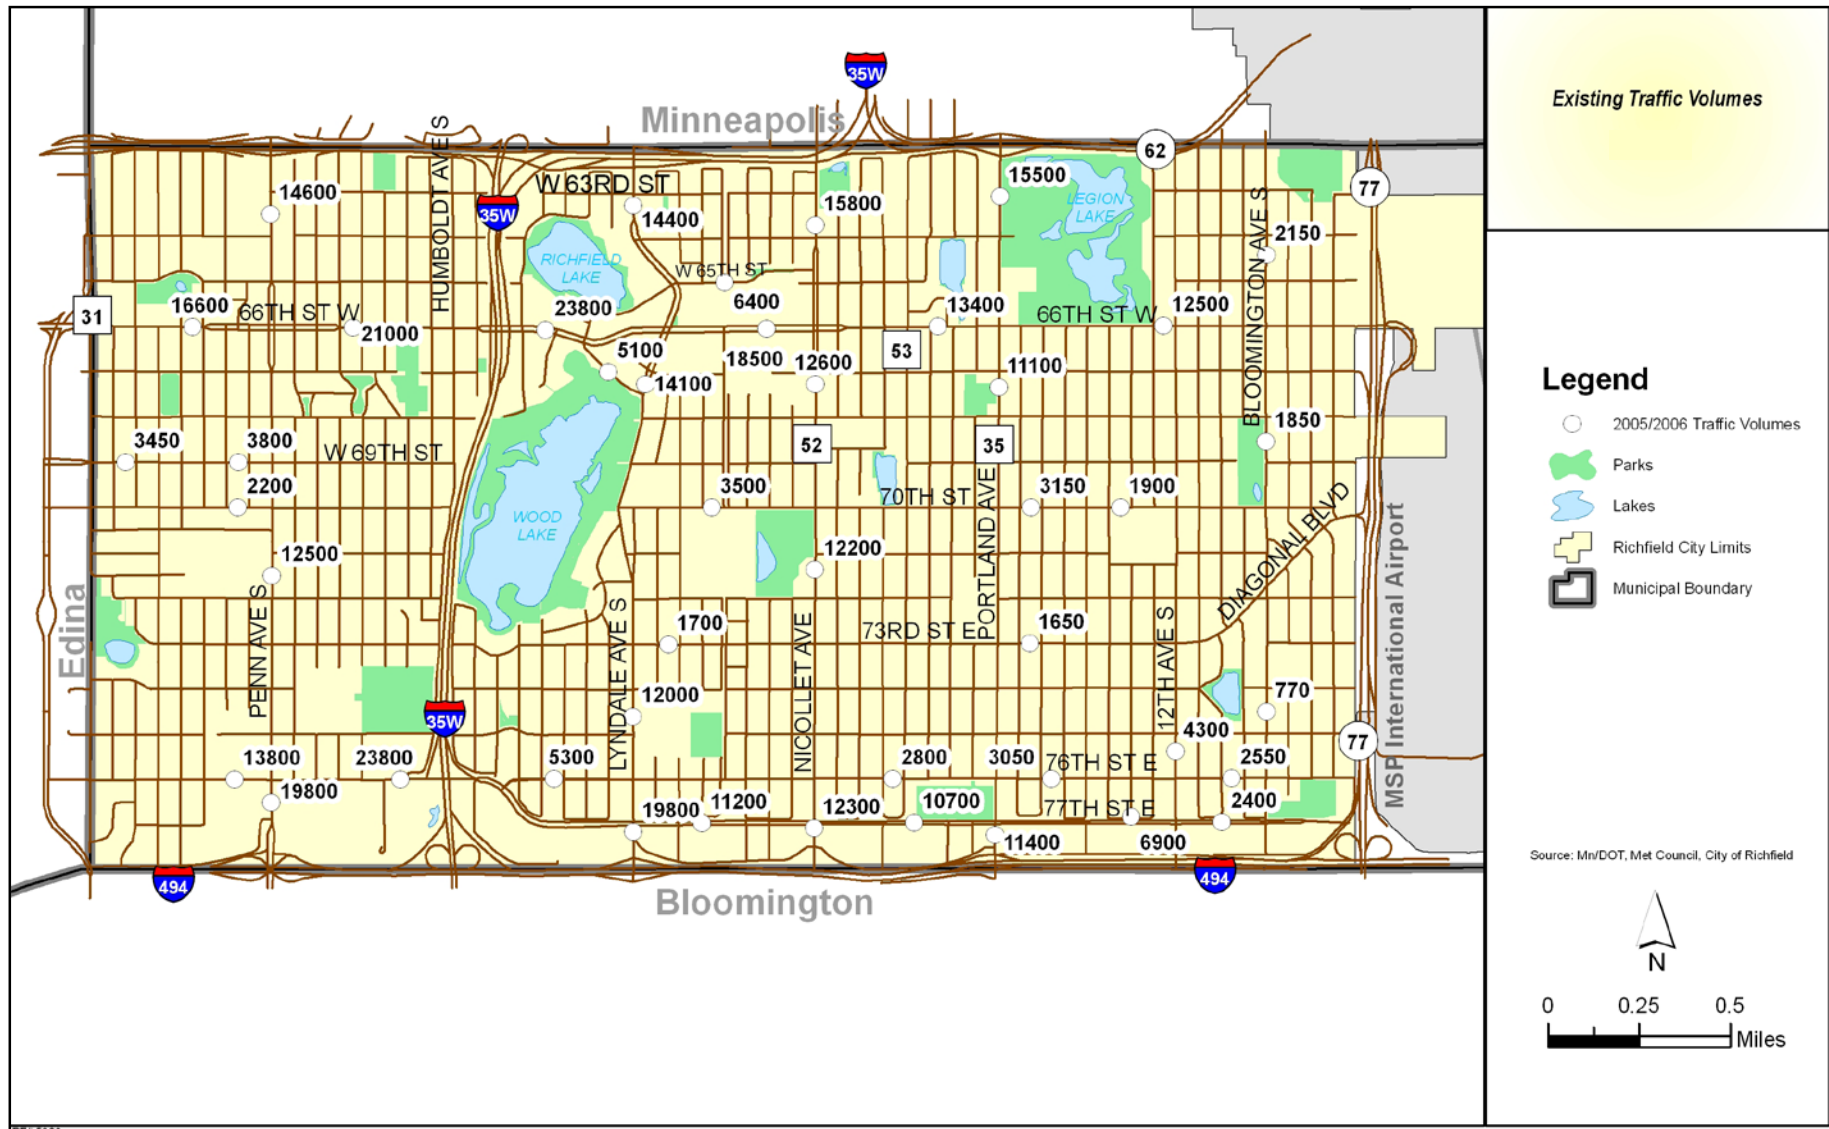 Existing Traffic Volumes
Minneapolis
35W
62
77
HUMBOLDT AVE S
W 63RD ST
14600
35W
14400
15800
15500
LEGION
LAKE
BLOOMINGTON AVE S
2150
RICHFIELD
LAKE
W 65TH ST
6400
31
16600
66TH ST W
21000
23800
18500
13400
66TH ST W
12500
53
5100
14100
12600
11100
1850
52
35
3450
3800
W 69TH ST
2200
3500
70TH ST
3150
1900
WOOD
LAKE
12500
12200
PORTLAND AVE
DIAGONAL BLVD
MSP International Airport
Edina
PENN AVE S
LYNDALE AVE S
1700
NICOLLET AVE
73RD ST E
1650
12TH AVE S
12000
770
35W
77
4300
13800
23800
5300
2800
3050
76TH ST E
2550
19800
19800
11200
12300
10700
77TH ST E
2400
11400
6900
494
494
Bloomington
Legend
2005/2006 Traffic Volumes
Parks
Lakes
Richfield City Limits
Municipal Boundary
Source: Mn/DOT, Met Council, City of Richfield
N
0 0.25 0.5
Miles